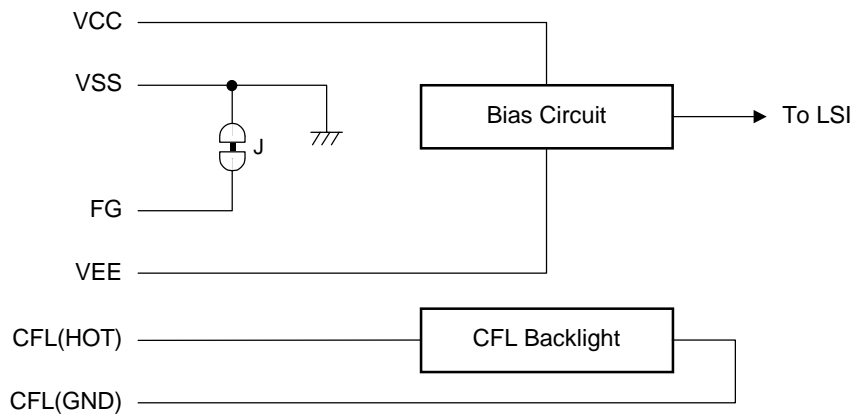 VCC
VSS
Bias Circuit
To LSI
J
FG
VEE
CFL(HOT)
CFL Backlight
CFL(GND)